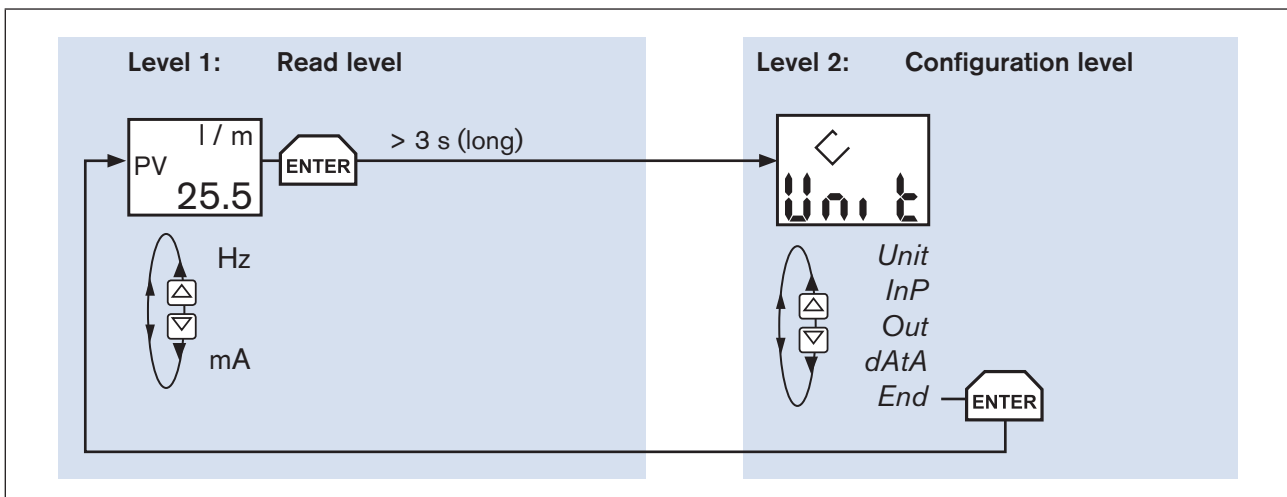 Level 1: Read level
l / m
PV
25.5
ENTER
> 3 s (long)
Hz
mA
Level 2: Configuration level
Unit
Unit
InP
Out
dAtA
End
ENTER